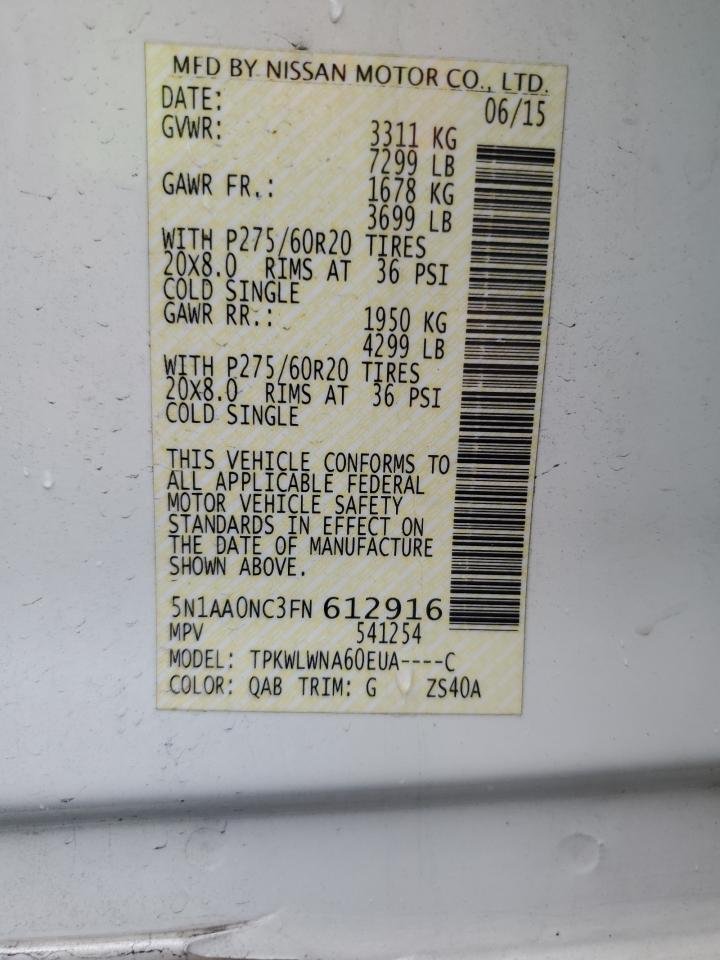 MFD BY NISSAN MOTOR CO., LTD.
DATE: 06/15
GVWR: 3311 KG
7299 LB
GAWR FR.: 1678 KG
3699 LB
WITH P275/60R20 TIRES
20X8.0 RIMS AT 36 PSI
COLD SINGLE
GAWR RR.: 1950 KG
4299 LB
WITH P275/60R20 TIRES
20X8.0 RIMS AT 36 PSI
COLD SINGLE
THIS VEHICLE CONFORMS TO
ALL APPLICABLE FEDERAL
MOTOR VEHICLE SAFETY
STANDARDS IN EFFECT ON
THE DATE OF MANUFACTURE
SHOWN ABOVE.
5N1AA0NC3FN 612916
MPV 541254
MODEL: TPKWLWNA60EUA----C
COLOR: QAB TRIM: G ZS40A